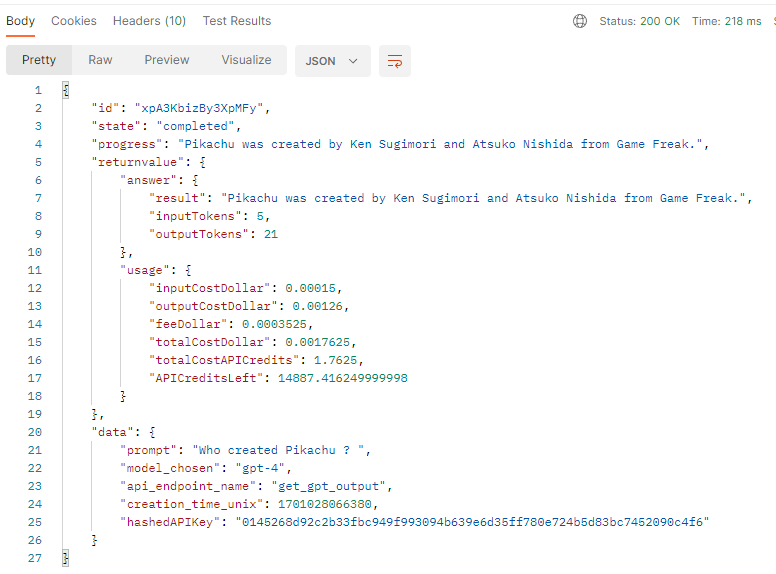 Body Cookies Headers (10) Test Results Status: 200 OK Time: 218 ms
Pretty Raw Preview Visualize JSON
1 {
2 "id": "xpA3KbizBy3XpMFy",
3 "state": "completed",
4 "progress": "Pikachu was created by Ken Sugimori and Atsuko Nishida from Game Freak.",
5 "returnvalue": {
6 "answer": {
7 "result": "Pikachu was created by Ken Sugimori and Atsuko Nishida from Game Freak.",
8 "inputTokens": 5,
9 "outputTokens": 21
10 },
11 "usage": {
12 "inputCostDollar": 0.00015,
13 "outputCostDollar": 0.00126,
14 "feeDollar": 0.0003525,
15 "totalCostDollar": 0.0017625,
16 "totalCostAPICredits": 1.7625,
17 "APICreditsLeft": 14887.416249999998
18 }
19 },
20 "data": {
21 "prompt": "Who created Pikachu ? ",
22 "model_chosen": "gpt-4",
23 "api_endpoint_name": "get_gpt_output",
24 "creation_time_unix": 1701028066380,
25 "hashedAPIKey": "0145268d92c2b33fbc949f993094b639e6d35ff780e724b5d83bc7452090c4f6"
26 }
27 }